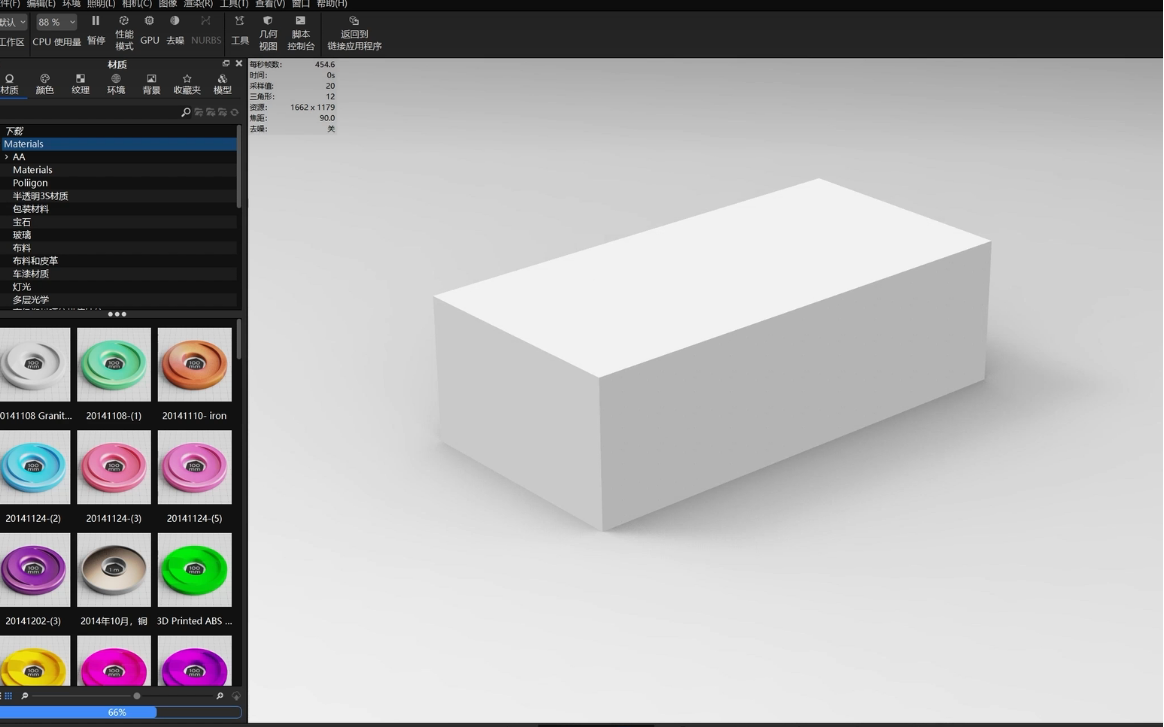 件(F) 编辑(E) 环境 照明(L) 相机(C) 图像 渲染(R) 工具(T) 查看(V) 窗口 帮助(H)
默认 88 %
工作区 CPU 使用量 暂停 性能模式 GPU 去噪 NURBS 工具 几何视图 脚本控制台 返回到链接应用程序
材质
材质 颜色 纹理 环境 背景 收藏夹 模型
下载
Materials
AA
Materials
Poliigon
半透明3S材质
包装材料
宝石
玻璃
布料
布料和皮革
车漆材质
灯光
多层光学
每秒帧数: 454.6
时间: 0s
采样值: 20
三角形: 12
资源: 1662 x 1179
焦距: 90.0
去噪: 关
0141108 Granit... 20141108-(1) 20141110- iron
20141124-(2) 20141124-(3) 20141124-(5)
20141202-(3) 2014年10月，铜 3D Printed ABS ...
66%